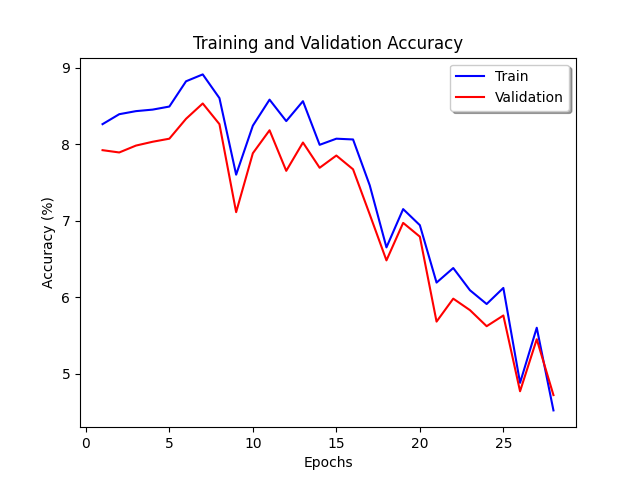 Training and Validation Accuracy
Train
Validation
Accuracy (%)
9
8
7
6
5
0 5 10 15 20 25
Epochs